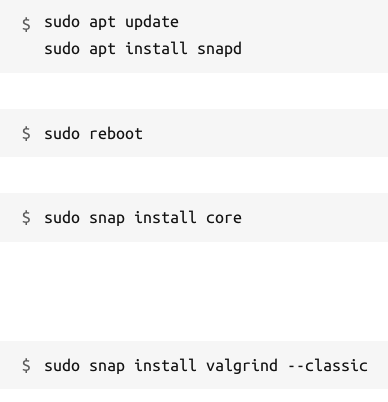 $ sudo apt update
sudo apt install snapd
$ sudo reboot
$ sudo snap install core
$ sudo snap install valgrind --classic